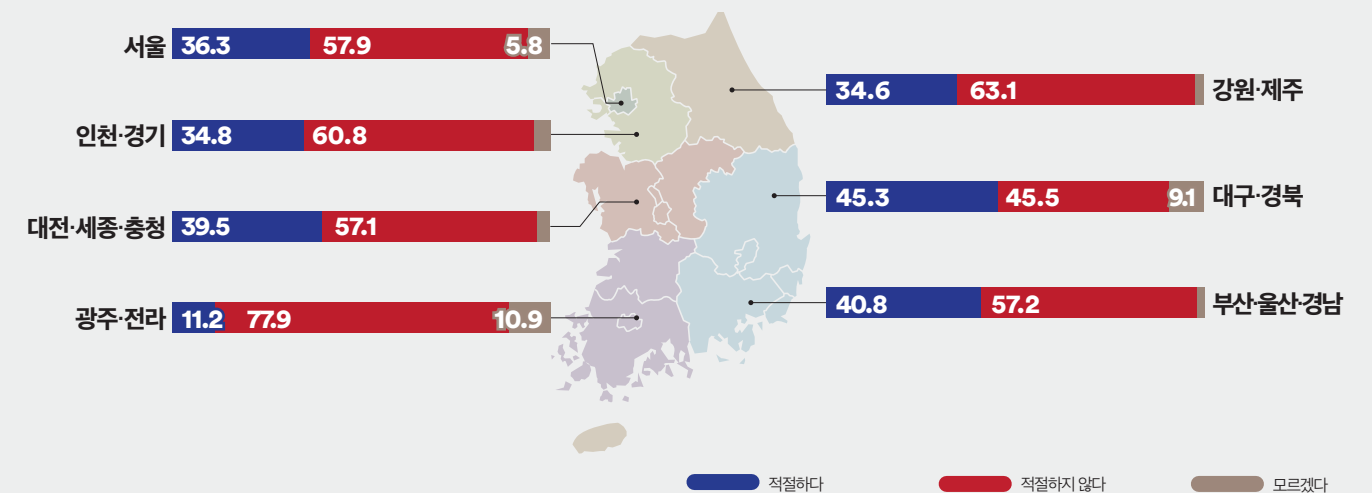 서울 36.3 57.9 5.8
인천·경기 34.8 60.8
대전·세종·충청 39.5 57.1
광주·전라 11.2 77.9 10.9
34.6 63.1 강원·제주
45.3 45.5 9.1 대구·경북
40.8 57.2 부산·울산·경남
적절하다 적절하지 않다 모르겠다